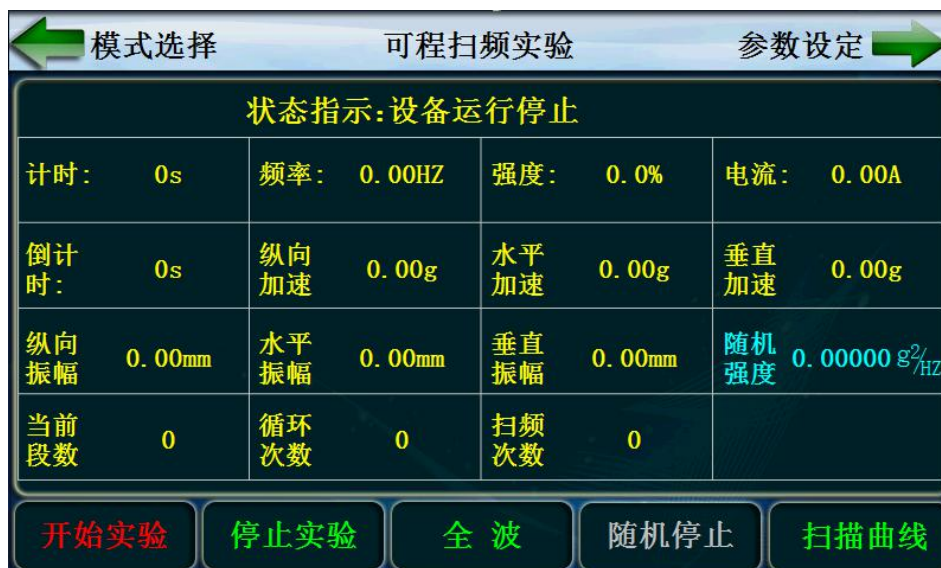 模式选择 可程扫频实验 参数设定
状态指示:设备运行停止
计时: 0s 频率: 0.00HZ 强度: 0.0% 电流: 0.00A
倒计时: 0s 纵向加速 0.00g 水平加速 0.00g 垂直加速 0.00g
纵向振幅 0.00mm 水平振幅 0.00mm 垂直振幅 0.00mm 随机强度 0.00000 g²/HZ
当前段数 0 循环次数 0 扫频次数 0
开始实验 停止实验 全 波 随机停止 扫描曲线